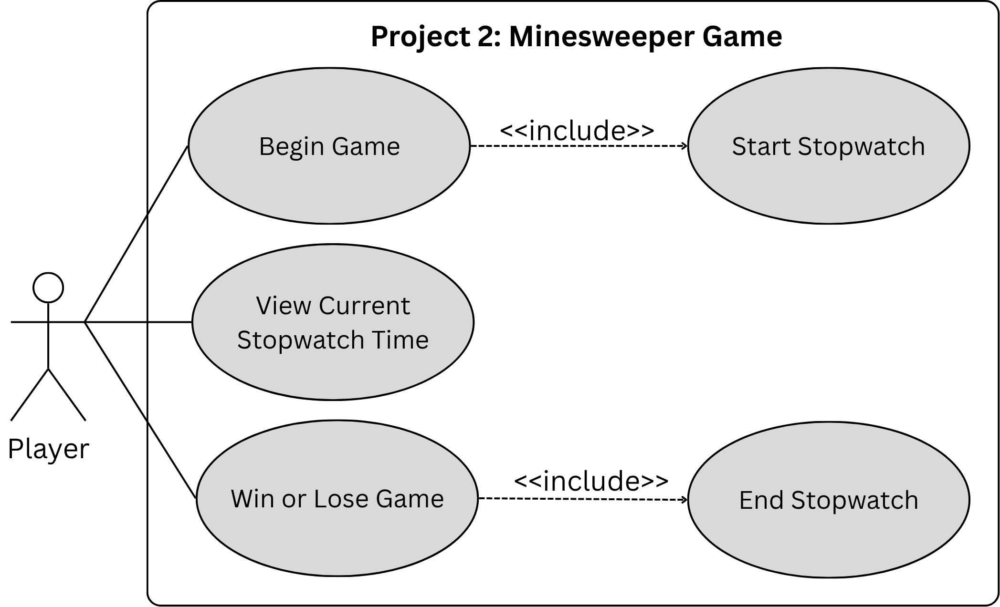 Project 2: Minesweeper Game
Begin Game
<<include>>
Start Stopwatch
View Current
Stopwatch Time
Player
Win or Lose Game
<<include>>
End Stopwatch